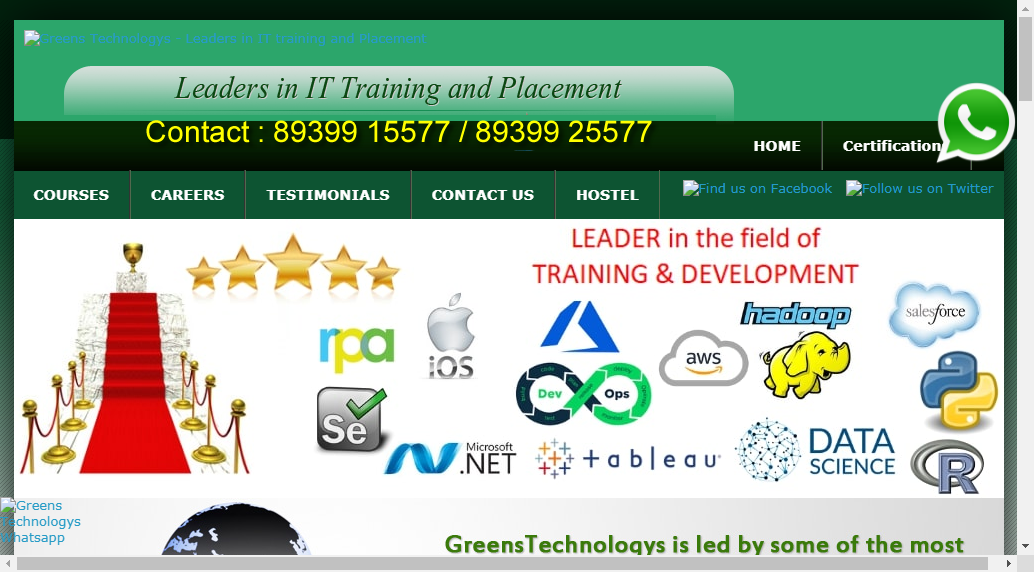 Greens Technologys - Leaders in IT training and Placement
Leaders in IT Training and Placement
Contact : 89399 15577 / 89399 25577
HOME
Certification
COURSES
CAREERS
TESTIMONIALS
CONTACT US
HOSTEL
Find us on Facebook
Follow us on Twitter
LEADER in the field of
TRAINING & DEVELOPMENT
rpa
iOS
hadoop
salesforce
aws
Dev
Ops
Se
Microsoft
.NET
tableau
DATA
SCIENCE
R
Greens
Technologys
Whatsapp
GreensTechnologys is led by some of the most